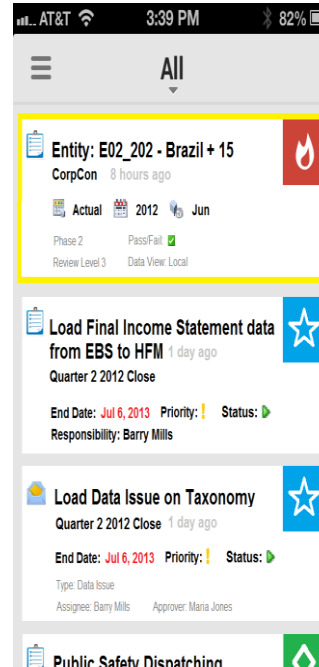 AT&T 3:39 PM 82%
All
Entity: E02_202 - Brazil + 15
CorpCon 8 hours ago
Actual 2012 Jun
Phase 2 Pass/Fail:
Review Level 3 Data View: Local
Load Final Income Statement data
from EBS to HFM 1 day ago
Quarter 2 2012 Close
End Date: Jul 6, 2013 Priority: ! Status:
Responsibility: Barry Mills
Load Data Issue on Taxonomy
Quarter 2 2012 Close 1 day ago
End Date: Jul 6, 2013 Priority: ! Status:
Type: Data Issue
Assignee: Barry Mills Approver: Maria Jones
Public Safety Dispatching